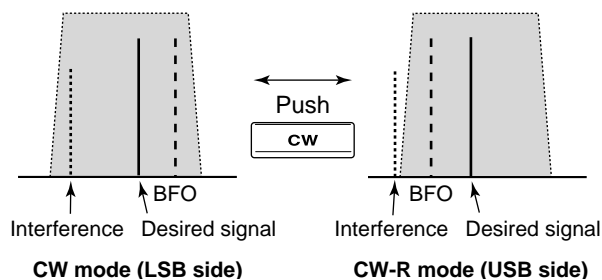 Push
CW
BFO
BFO
Interference
Desired signal
Interference
Desired signal
CW mode (LSB side)
CW-R mode (USB side)